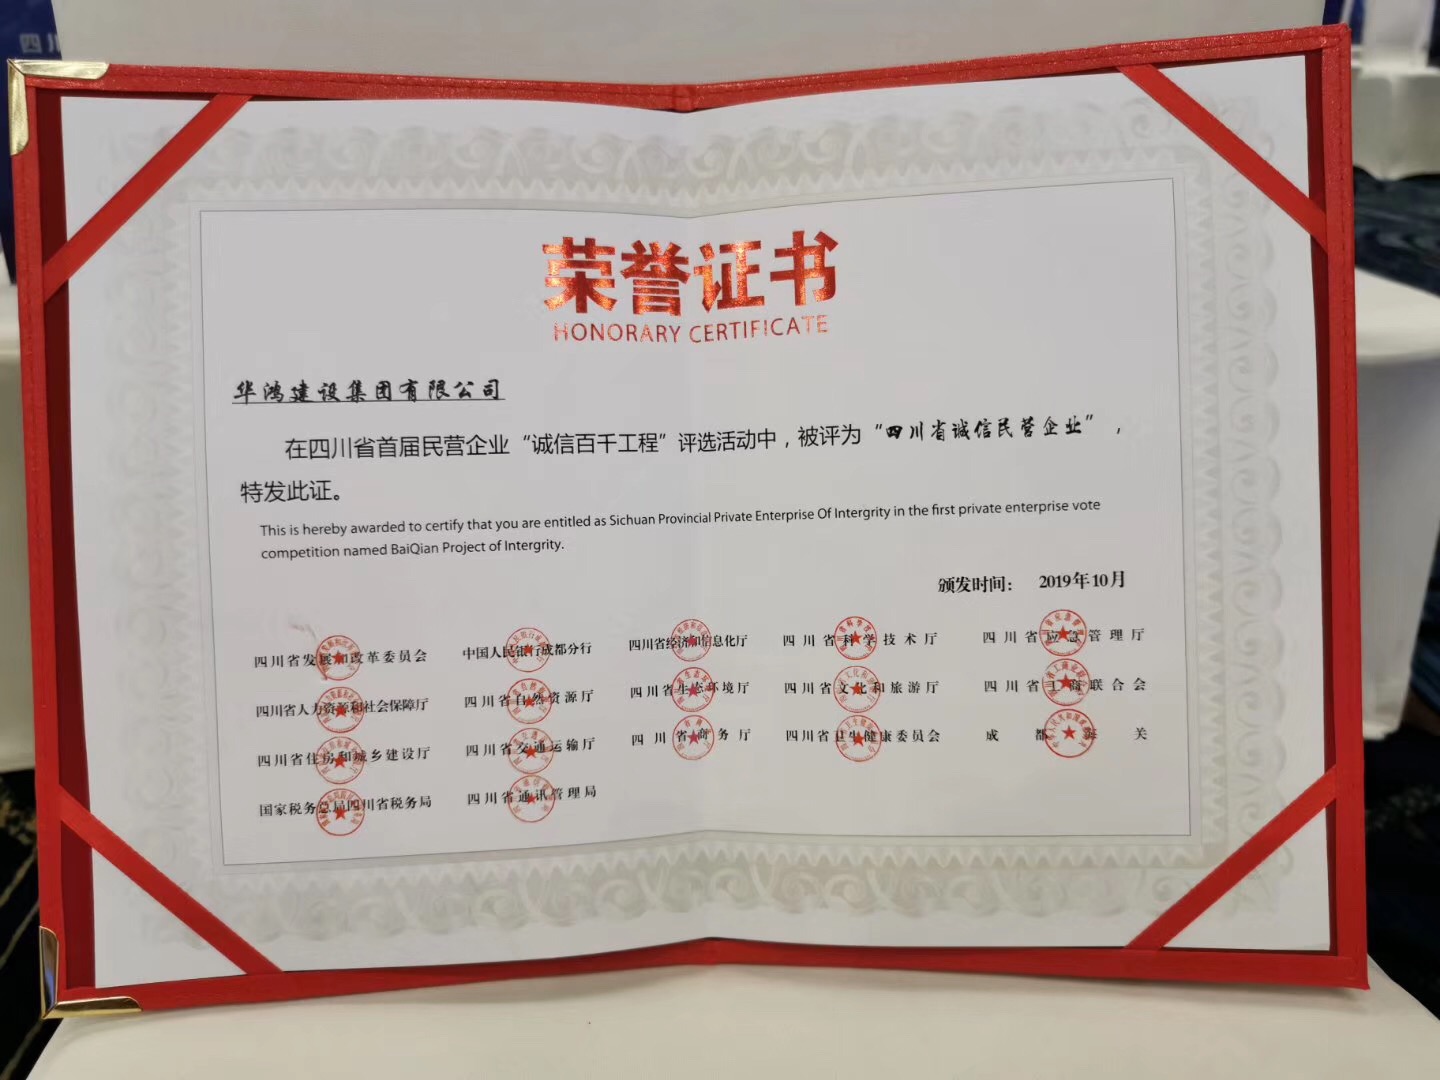 四川
荣誉证书
HONORARY CERTIFICATE
华鸿建设集团有限公司
在四川省首届民营企业“诚信百千工程”评选活动中，被评为“四川省诚信民营企业”，
特发此证。
This is hereby awarded to certify that you are entitled as Sichuan Provincial Private Enterprise Of Intergrity in the first private enterprise vote
competition named BaiQian Project of Intergrity.
颁发时间： 2019年10月
四川省发展和改革委员会 中国人民银行成都分行 四川省经济和信息化厅 四川省科学技术厅 四川省应急管理厅
四川省人力资源和社会保障厅 四川省自然资源厅 四川省生态环境厅 四川省文化和旅游厅 四川省工商联合会
四川省住房和城乡建设厅 四川省交通运输厅 四川省商务厅 四川省卫生健康委员会 成都海关
国家税务总局四川省税务局 四川省通讯管理局